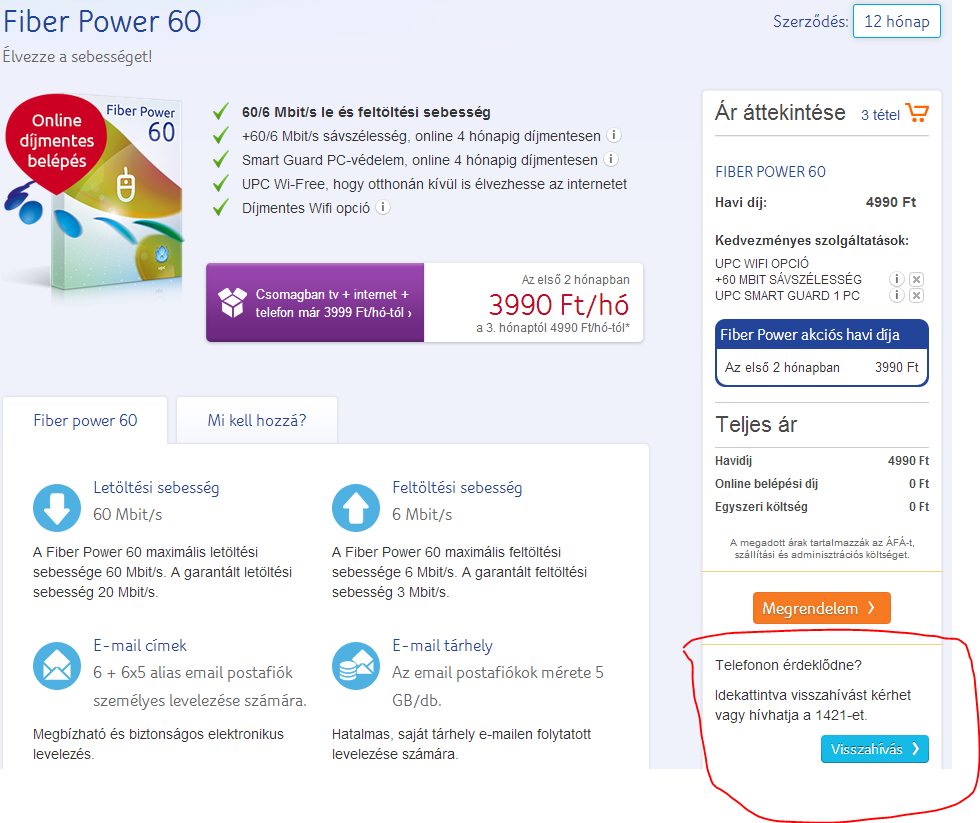 Fiber Power 60
Élvezze a sebességet!
Szerződés:
12 hónap
Online
díjmentes
belépés
Fiber Power
60
upc
60/6 Mbit/s le és feltöltési sebesség
+60/6 Mbit/s sávszélesség, online 4 hónapig díjmentesen i
Smart Guard PC-védelem, online 4 hónapig díjmentesen i
UPC Wi-Free, hogy otthonán kívül is élvezhesse az internetet
Díjmentes Wifi opció i
Csomagban tv + internet +
telefon már 3999 Ft/hó-tól ›
Az első 2 hónapban
3990 Ft/hó
a 3. hónaptól 4990 Ft/hó-tól*
Fiber power 60
Mi kell hozzá?
Letöltési sebesség
60 Mbit/s
A Fiber Power 60 maximális letöltési
sebessége 60 Mbit/s. A garantált letöltési
sebesség 20 Mbit/s.
Feltöltési sebesség
6 Mbit/s
A Fiber Power 60 maximális feltöltési
sebessége 6 Mbit/s. A garantált feltöltési
sebesség 3 Mbit/s.
E-mail címek
6 + 6x5 alias email postafiók
személyes levelezése számára.
Megbízható és biztonságos elektronikus
levelezés.
E-mail tárhely
Az email postafiókok mérete 5
GB/db.
Hatalmas, saját tárhely e-mailen folytatott
levelezése számára.
Ár áttekintése 3 tétel
FIBER POWER 60
Havi díj: 4990 Ft
Kedvezményes szolgáltatások:
UPC WIFI OPCIÓ
+60 MBIT SÁVSZÉLESSÉG i x
UPC SMART GUARD 1 PC i x
Fiber Power akciós havi díja
Az első 2 hónapban 3990 Ft
Teljes ár
Havidíj 4990 Ft
Online belépési díj 0 Ft
Egyszeri költség 0 Ft
A megadott árak tartalmazzák az ÁFÁ-t,
szállítási és adminisztrációs költséget.
Megrendelem ›
Telefonon érdeklődne?
Idekattintva visszahívást kérhet
vagy hívhatja a 1421-et.
Visszahívás ›